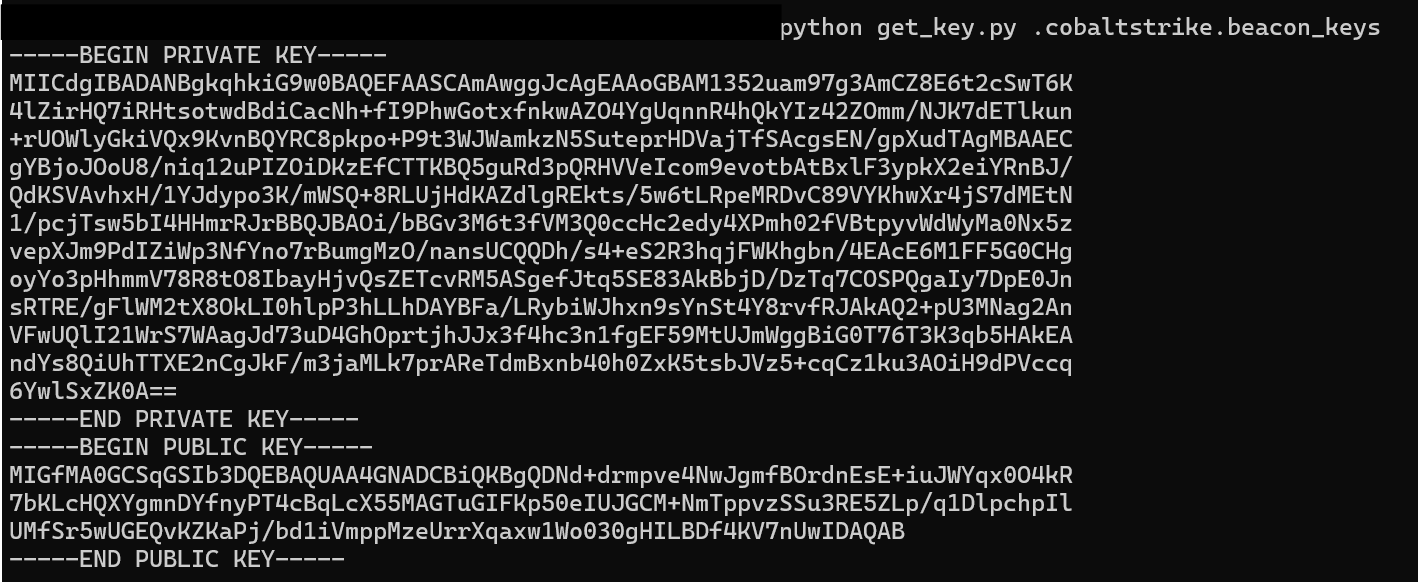 python get_key.py .cobaltstrike.beacon_keys
-----BEGIN PRIVATE KEY-----
MIICdgIBADANBgkqhkiG9w0BAQEFAASCAmAwggJcAgEAAoGBAM1352uam97g3AmCZ8E6t2cSwT6K
4lZirHQ7iRHtsotwdBdiCacNh+fI9PhwGotxfnkwAZO4YgUqnnR4hQkYIz42ZOmm/NJK7dETlkun
+rUOWlyGkiVQx9KvnBQYRC8pkpo+P9t3WJWamkzN5SuteprHDVajTfSAcgsEN/gpXudTAgMBAAEC
gYBjoJOoU8/niq12uPIZOiDKzEfCTTKBQ5guRd3pQRHVVeIcom9evotbAtBxlF3ypkX2eiYRnBJ/
QdKSVAvhxH/1YJdypo3K/mWSQ+8RLUjHdKAZdlgREkts/5w6tLRpeMRDvC89VYKhwXr4jS7dMEtN
1/pcjTsw5bI4HHmrRJrBBQJBAOi/bBGv3M6t3fVM3Q0ccHc2edy4XPmh02fVBtpyvWdWyMa0Nx5z
vepXJm9PdIZiWp3NfYno7rBumgMzO/nansUCQQDh/s4+eS2R3hqjFWKhgbn/4EAcE6M1FF5G0CHg
oyYo3pHhmmV78R8tO8IbayHjvQsZETcvRM5ASgefJtq5SE83AkBbjD/DzTq7COSPQgaIy7DpE0Jn
sRTRE/gFlWM2tX8OkLI0hlpP3hLLhDAYBFa/LRybiWJhxn9sYnSt4Y8rvfRJAkAQ2+pU3MNag2An
VFwUQlI21WrS7WAagJd73uD4GhOprtjhJJx3f4hc3n1fgEF59MtUJmWggBiG0T76T3K3qb5HAkEA
ndYs8QiUhTTXE2nCgJkF/m3jaMLk7prAReTdmBxnb40h0ZxK5tsbJVz5+cqCz1ku3AOiH9dPVccq
6YwlSxZK0A==
-----END PRIVATE KEY-----
-----BEGIN PUBLIC KEY-----
MIGfMA0GCSqGSIb3DQEBAQUAA4GNADCBiQKBgQDNd+drmpve4NwJgmfBOrdnEsE+iuJWYqx0O4kR
7bKLcHQXYgmnDYfnyPT4cBqLcX55MAGTuGIFKp50eIUJGCM+NmTppvzSSu3RE5ZLp/q1DlpchpIl
UMfSr5wUGEQvKZKaPj/bd1iVmppMzeUrrXqaxw1Wo030gHILBDf4KV7nUwIDAQAB
-----END PUBLIC KEY-----